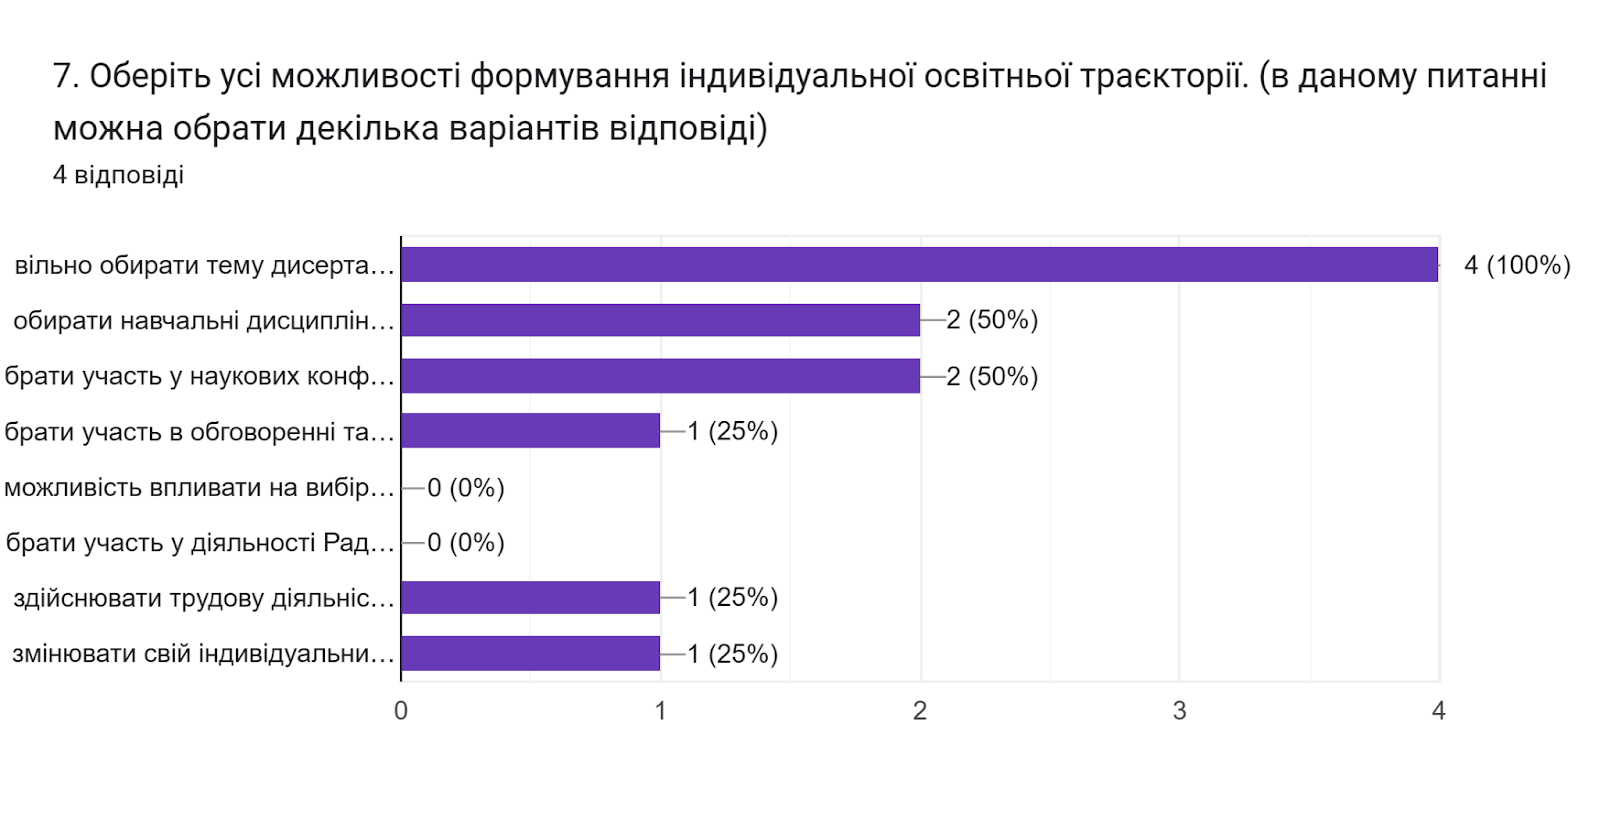 7. Оберіть усі можливості формування індивідуальної освітньої траєкторії. (в даному питанні
можна обрати декілька варіантів відповіді)
4 відповіді
вільно обирати тему дисерта… 4 (100%)
обирати навчальні дисциплін… 2 (50%)
брати участь у наукових конф… 2 (50%)
брати участь в обговоренні та… 1 (25%)
можливість впливати на вибір… 0 (0%)
брати участь у діяльності Рад… 0 (0%)
здійснювати трудову діяльніс… 1 (25%)
змінювати свій індивідуальни… 1 (25%)
0 1 2 3 4